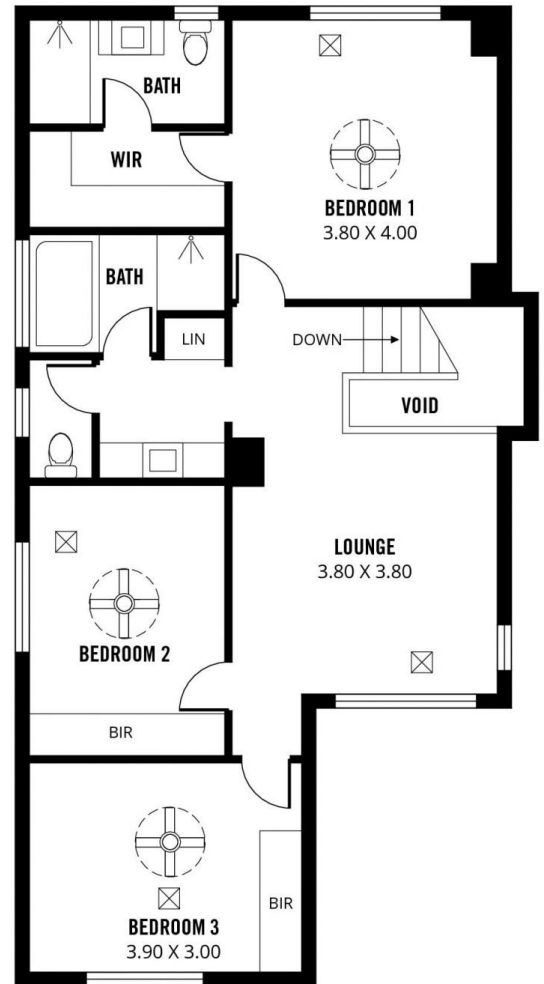 BATH
WIR
BEDROOM 1
3.80 X 4.00
BATH
LIN
DOWN
VOID
LOUNGE
3.80 X 3.80
BEDROOM 2
BIR
BEDROOM 3
3.90 X 3.00
BIR